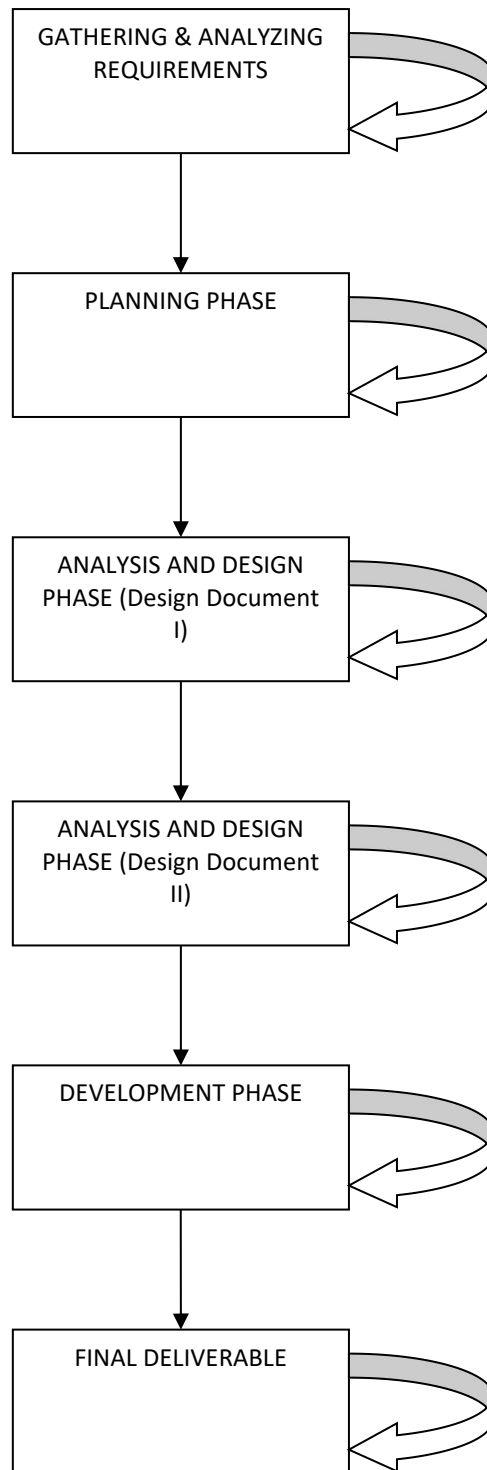 GATHERING & ANALYZING
REQUIREMENTS
PLANNING PHASE
ANALYSIS AND DESIGN
PHASE (Design Document
I)
ANALYSIS AND DESIGN
PHASE (Design Document
II)
DEVELOPMENT PHASE
FINAL DELIVERABLE